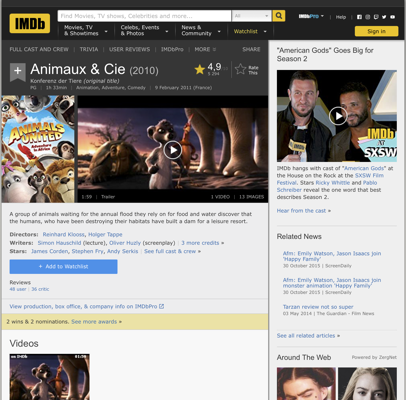 IMDb
Find Movies, TV shows, Celebrities and more...
All
IMDbPro
Help
Movies, TV & Showtimes
Celebs, Events & Photos
News & Community
Watchlist
Sign in
FULL CAST AND CREW | TRIVIA | USER REVIEWS | IMDbPro | MORE
SHARE
Animaux & Cie (2010)
Konferenz der Tiere (original title)
PG | 1h 33min | Animation, Adventure, Comedy | 9 February 2011 (France)
4,9
Rate This
ANIMALS UNITED
1:59 | Trailer
1 VIDEO | 13 IMAGES
A group of animals waiting for the annual flood they rely on for food and water discover that
the humans, who have been destroying their habitats have built a dam for a leisure resort.
Directors: Reinhard Klooss, Holger Tappe
Writers: Simon Hauschild (lecture), Oliver Huzly (screenplay) | 3 more credits »
Stars: James Corden, Stephen Fry, Andy Serkis | See full cast & crew »
+ Add to Watchlist
Reviews
48 user | 36 critic
View production, box office, & company info on IMDbPro
2 wins & 2 nominations. See more awards »
Videos
"American Gods" Goes Big for
Season 2
IMDb
SXSW
IMDb hangs with cast of "American Gods" at
the House on the Rock at the SXSW Film
Festival. Stars Ricky Whittle and Pablo
Schreiber reveal the one word that best
describes Season 2.
Hear from the cast »
Related News
Afm: Emily Watson, Jason Isaacs join
'Happy Family'
30 October 2015 | ScreenDaily
Afm: Emily Watson, Jason Isaacs join
monster animation 'Happy Family'
30 October 2015 | ScreenDaily
Tarzan review not so super
03 May 2014 | The Guardian - Film News
See all related articles »
Around The Web
Powered by ZergNet